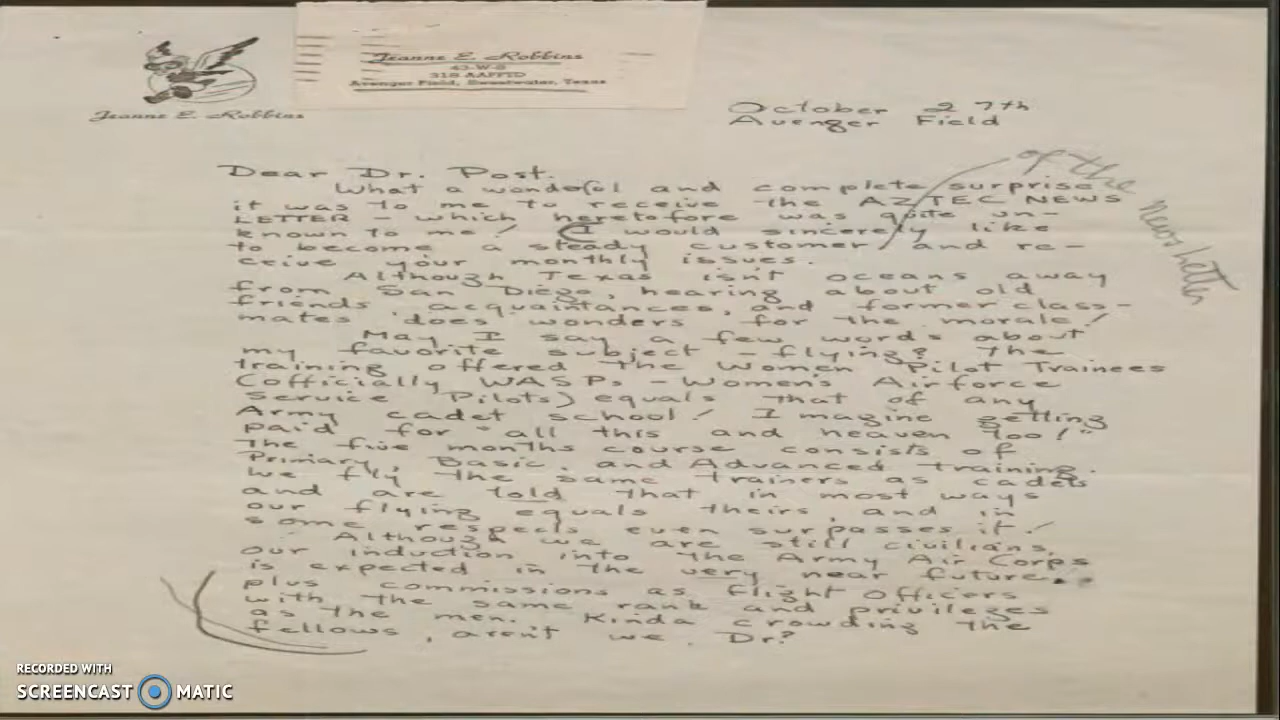 Jeanne E. Robbins
43-W-8
318 AAFFTD
Avenger Field, Sweetwater, Texas
Jeanne E. Robbins
October 27th
Avenger Field
of the
News Letter
Dear Dr. Post.
What a wonderful and complete surprise
it was to me to receive the AZTEC NEWS
LETTER - which heretofore was quite un-
known to me! I would sincerely like
to become a steady customer and re-
ceive your monthly issues.
Although Texas isn't oceans away
from San Diego, hearing about old
friends, acquaintances, and former class-
mates does wonders for the morale!
May I say a few words about
my favorite subject - flying? The
training offered the Women Pilot Trainees
(officially WASPs - Women's Airforce
Service Pilots) equals that of any
Army cadet school! Imagine getting
paid for "all this and heaven too!"
The five months course consists of
Primary, Basic, and Advanced training.
We fly the same trainers as cadets
and are told that in most ways
our flying equals theirs, and in
some respects even surpasses it!
Although we are still civilians,
our induction into the Army Air Corps
is expected in the very near future.
plus commissions as flight officers
with the same rank and privileges
as the men. Kinda crowding the
fellows, aren't we, Dr?
RECORDED WITH
SCREENCAST MATIC